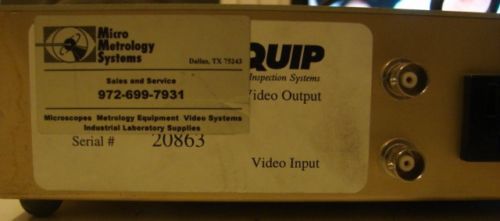 Micro
Metrology
Systems
Dallas, TX 75243
Sales and Service
972-699-7931
Microscopes Metrology Equipment Video Systems
Industrial Laboratory Supplies
QUIP
Inspection Systems
Video Output
Serial # 20863
Video Input